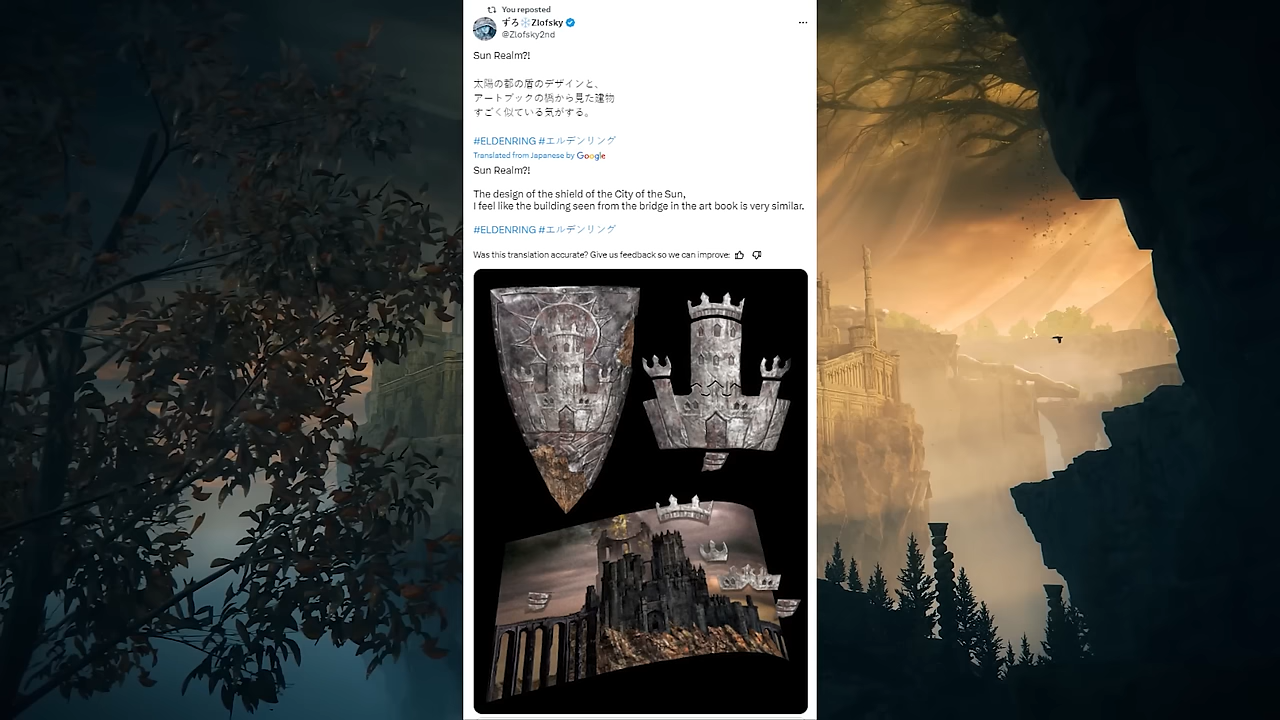 You reposted
ずろ❄️Zlofsky
@Zlofsky2nd
Sun Realm?!
太陽の都の盾のデザインと、
アートブックの橋から見た建物
すごく似ている気がする。
#ELDENRING #エルデンリング
Translated from Japanese by Google
Sun Realm?!
The design of the shield of the City of the Sun,
I feel like the building seen from the bridge in the art book is very similar.
#ELDENRING #エルデンリング
Was this translation accurate? Give us feedback so we can improve: